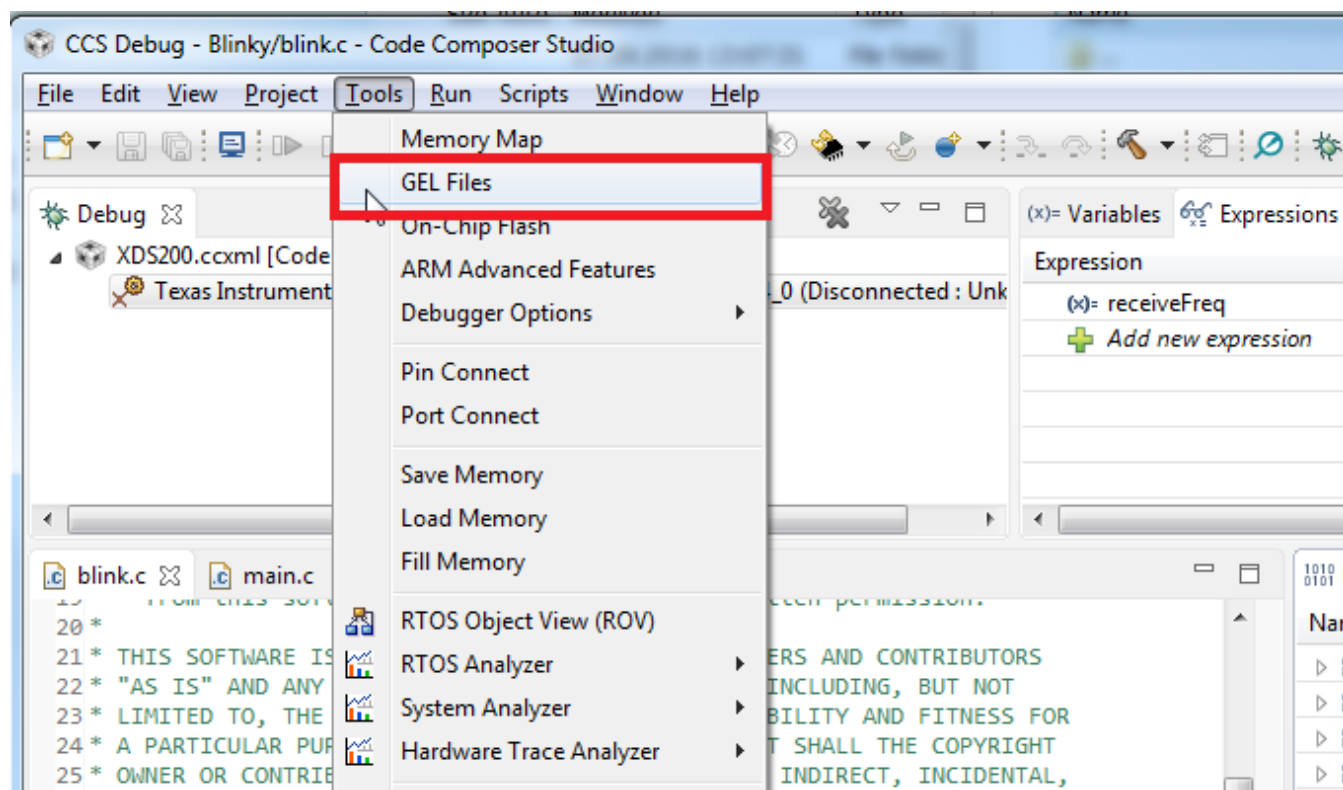 CCS Debug - Blinky/blink.c - Code Composer Studio
File Edit View Project Tools Run Scripts Window Help
Memory Map
GEL Files
On-Chip Flash
ARM Advanced Features
Debugger Options
Pin Connect
Port Connect
Save Memory
Load Memory
Fill Memory
RTOS Object View (ROV)
RTOS Analyzer
System Analyzer
Hardware Trace Analyzer
Debug
XDS200.ccxml [Code
Texas Instrument _0 (Disconnected : Unk
(x)= Variables Expressions
Expression
(x)= receiveFreq
Add new expression
blink.c main.c
20 *
21 * THIS SOFTWARE IS ERS AND CONTRIBUTORS
22 * "AS IS" AND ANY INCLUDING, BUT NOT
23 * LIMITED TO, THE BILITY AND FITNESS FOR
24 * A PARTICULAR PUR T SHALL THE COPYRIGHT
25 * OWNER OR CONTRIB INDIRECT, INCIDENTAL,
1010
0101
Nar